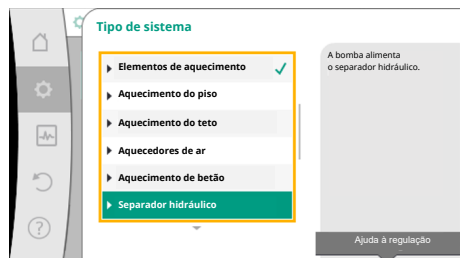 Tipo de sistema
Elementos de aquecimento
Aquecimento do piso
Aquecimento do teto
Aquecedores de ar
Aquecimento de betão
Separador hidráulico
A bomba alimenta
o separador hidráulico.
Ajuda à regulação
?